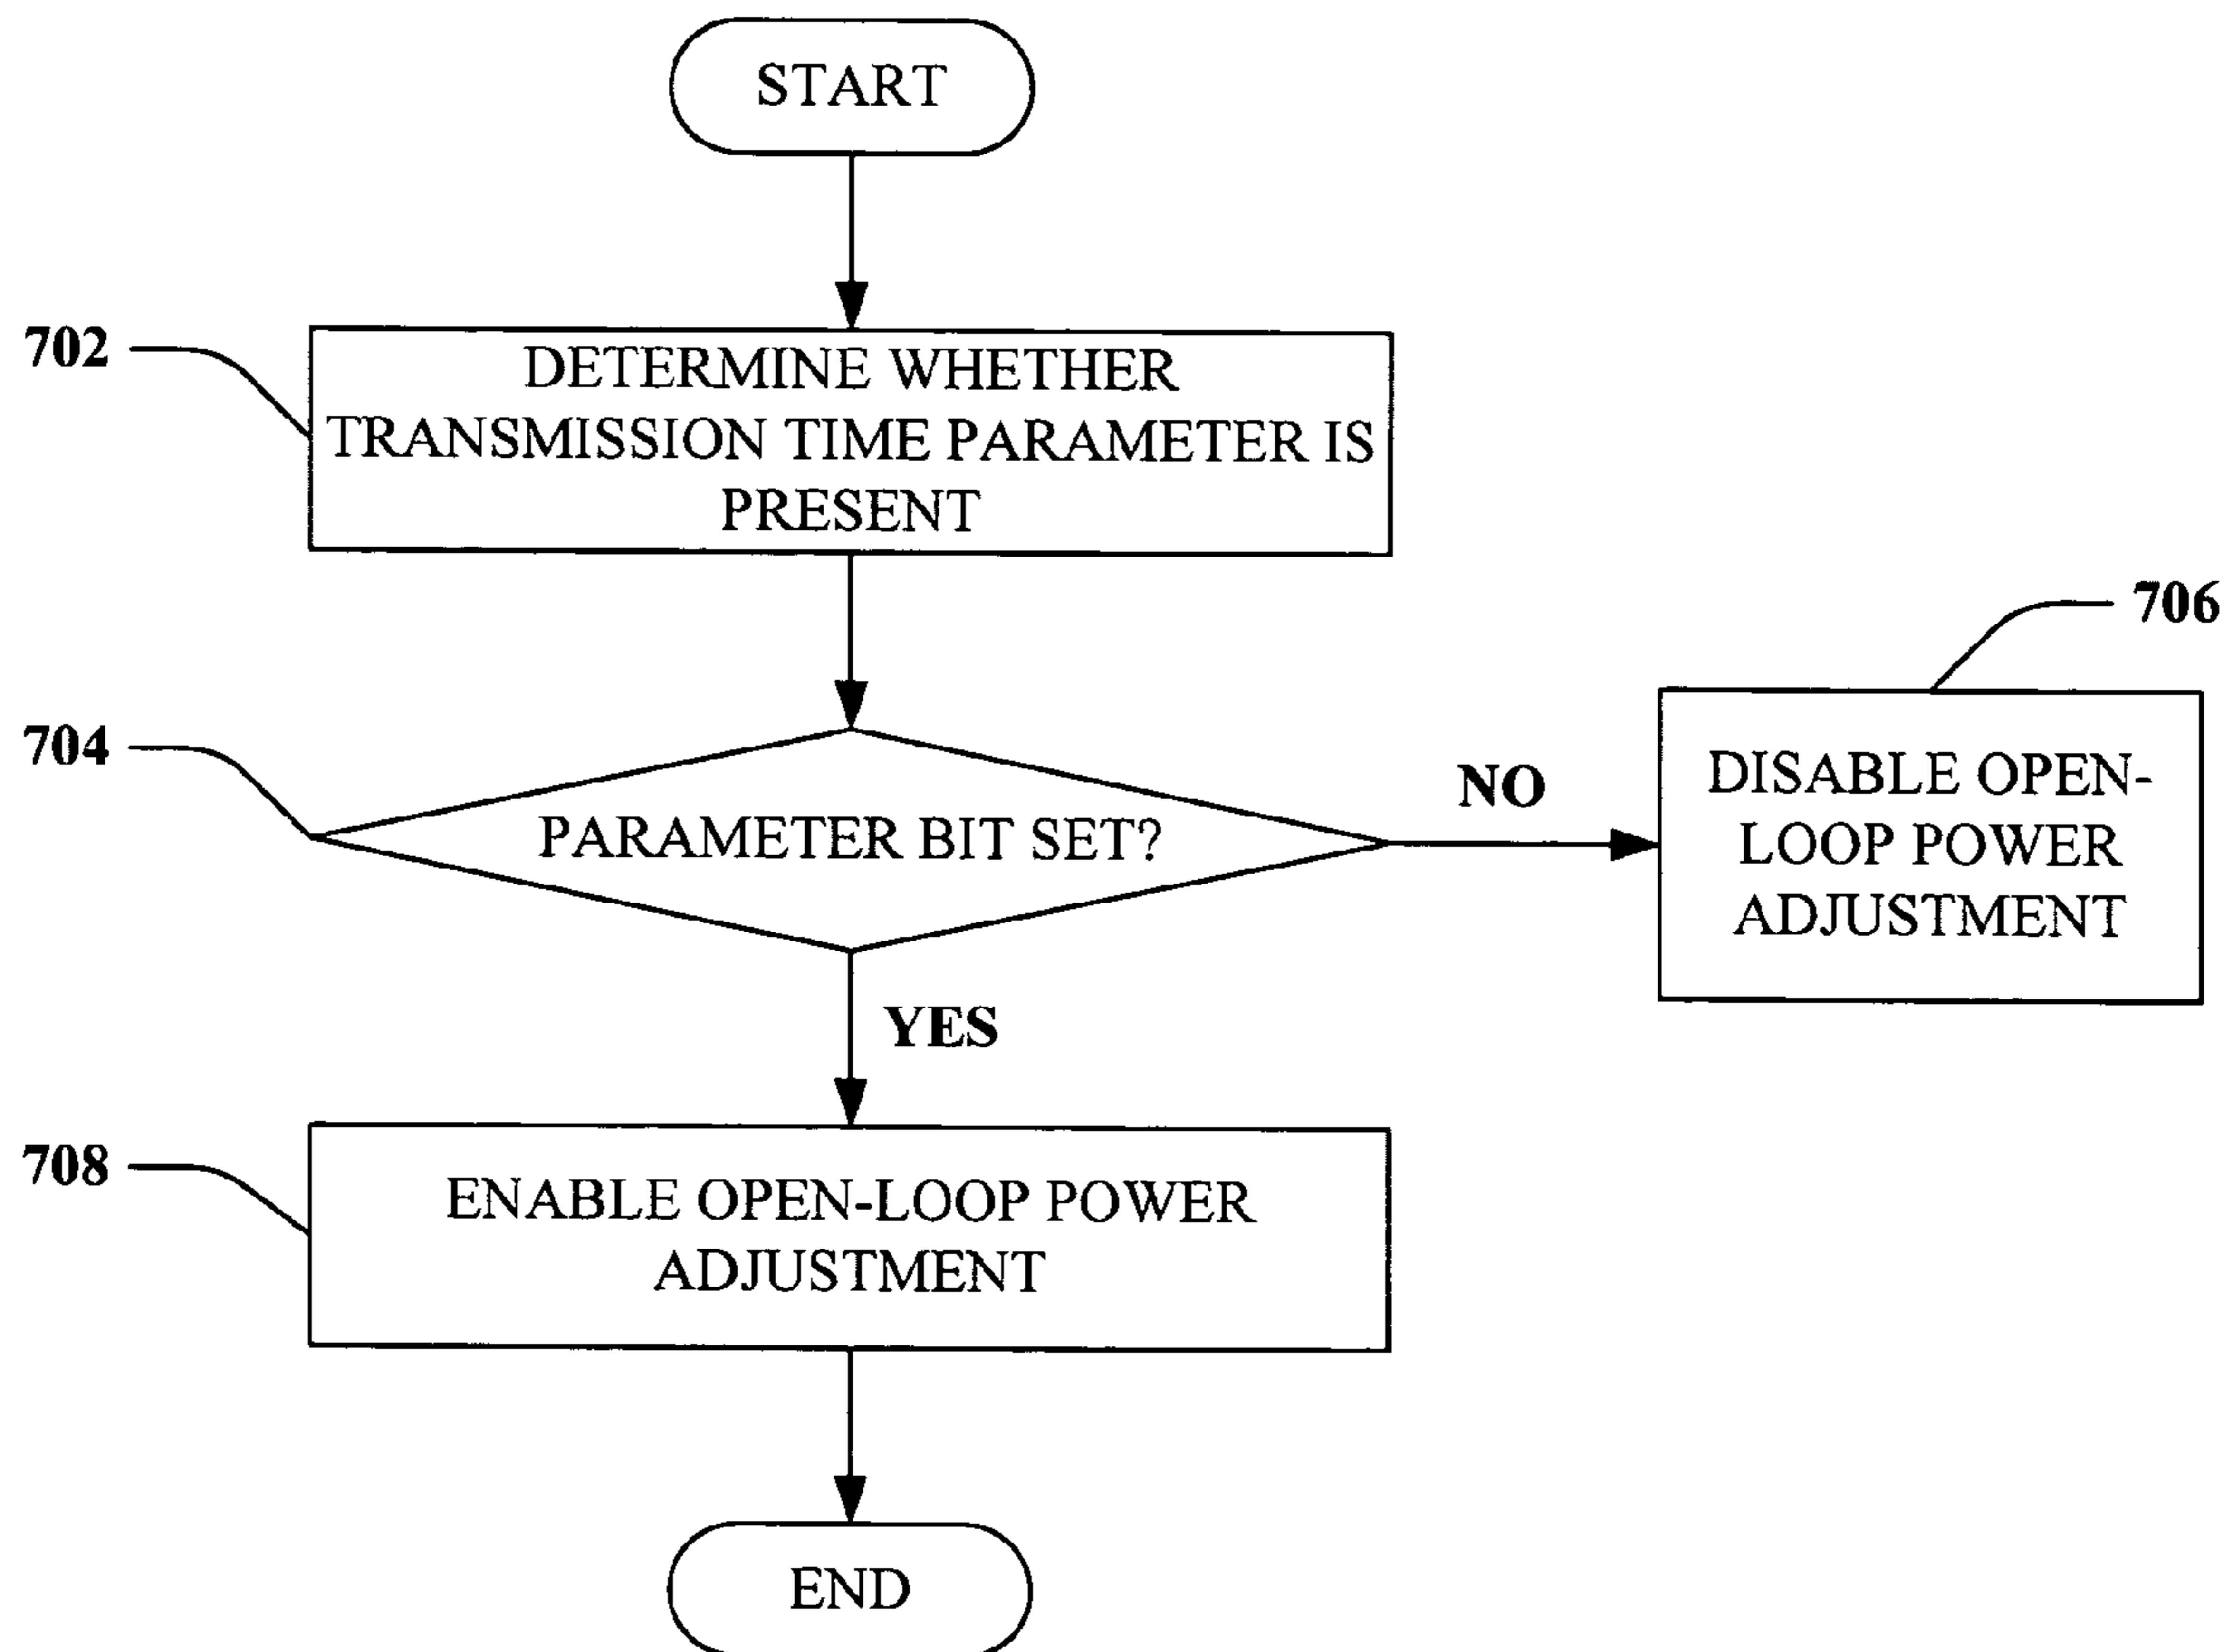 START
702
DETERMINE WHETHER
TRANSMISSION TIME PARAMETER IS
PRESENT
706
704
PARAMETER BIT SET?
NO
DISABLE OPEN-
LOOP POWER
ADJUSTMENT
YES
708
ENABLE OPEN-LOOP POWER
ADJUSTMENT
END